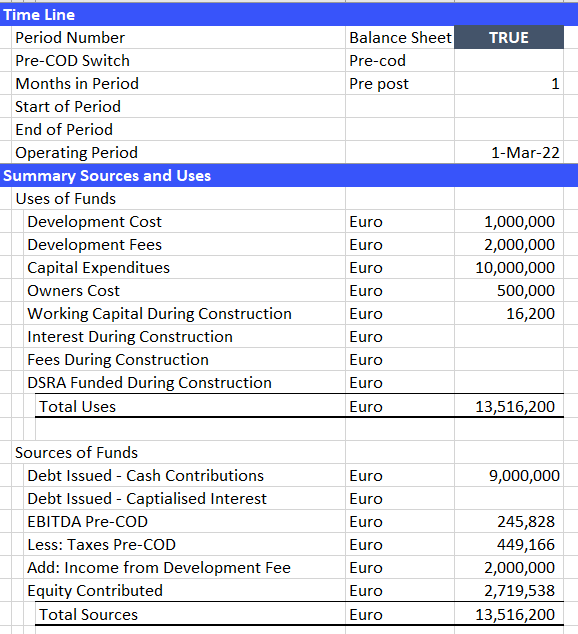 Time Line
Period Number Balance Sheet TRUE
Pre-COD Switch Pre-cod
Months in Period Pre post 1
Start of Period
End of Period
Operating Period 1-Mar-22
Summary Sources and Uses
Uses of Funds
Development Cost Euro 1,000,000
Development Fees Euro 2,000,000
Capital Expenditues Euro 10,000,000
Owners Cost Euro 500,000
Working Capital During Construction Euro 16,200
Interest During Construction Euro
Fees During Construction Euro
DSRA Funded During Construction Euro
Total Uses Euro 13,516,200
Sources of Funds
Debt Issued - Cash Contributions Euro 9,000,000
Debt Issued - Captialised Interest Euro
EBITDA Pre-COD Euro 245,828
Less: Taxes Pre-COD Euro 449,166
Add: Income from Development Fee Euro 2,000,000
Equity Contributed Euro 2,719,538
Total Sources Euro 13,516,200